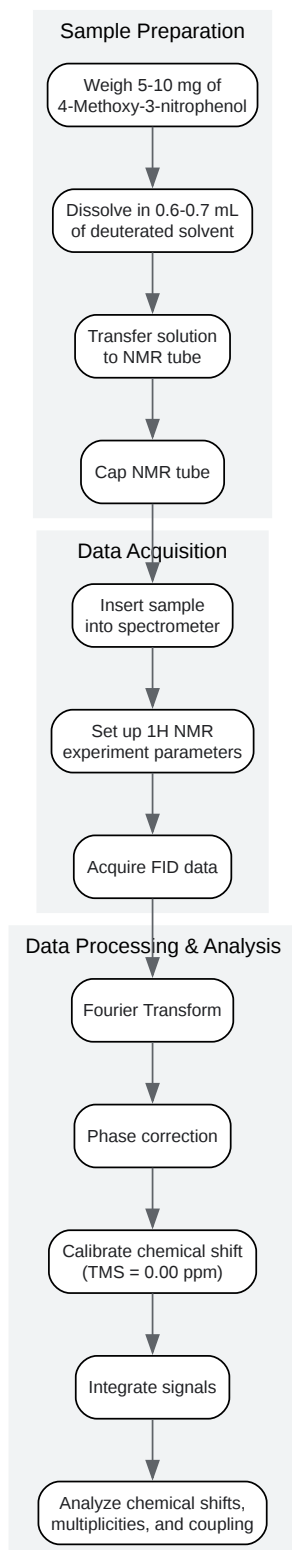 Sample Preparation
Weigh 5-10 mg of
4-Methoxy-3-nitrophenol
Dissolve in 0.6-0.7 mL
of deuterated solvent
Transfer solution
to NMR tube
Cap NMR tube
Data Acquisition
Insert sample
into spectrometer
Set up 1H NMR
experiment parameters
Acquire FID data
Data Processing & Analysis
Fourier Transform
Phase correction
Calibrate chemical shift
(TMS = 0.00 ppm)
Integrate signals
Analyze chemical shifts,
multiplicities, and coupling